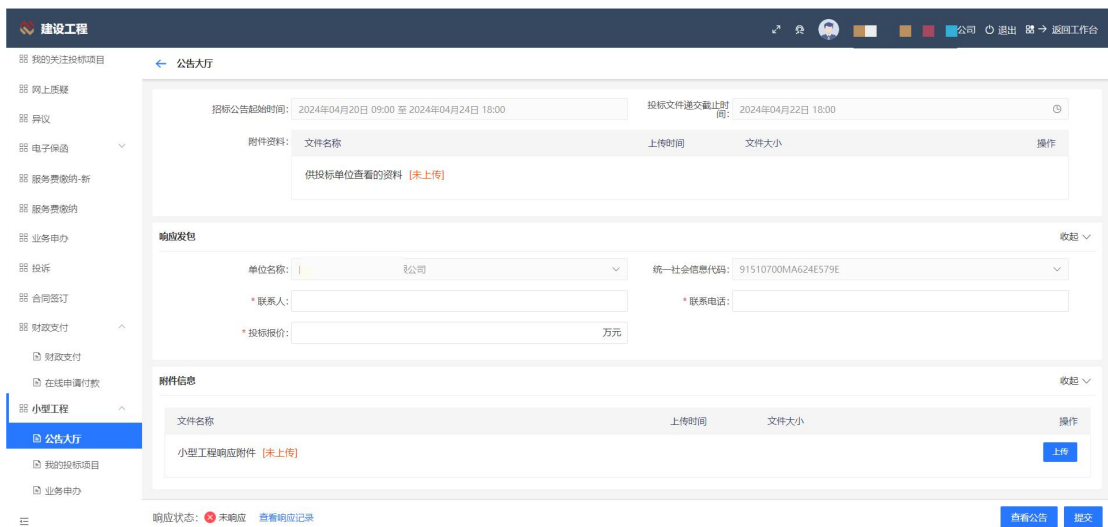 建设工程
公司 退出 返回工作台
我的关注投标项目
网上质疑
异议
电子保函
服务费缴纳-新
服务费缴纳
业务申办
投诉
合同签订
财政支付
财政支付
在线申请付款
小型工程
公告大厅
我的投标项目
业务申办
← 公告大厅
招标公告起始时间: 2024年04月20日 09:00 至 2024年04月24日 18:00
投标文件递交截止时间: 2024年04月22日 18:00
附件资料: 文件名称 上传时间 文件大小 操作
供投标单位查看的资料 [未上传]
响应发包 收起
单位名称: 公司
统一社会信息代码: 91510700MA624E579E
* 联系人:
* 联系电话:
* 投标报价: 万元
附件信息 收起
文件名称 上传时间 文件大小 操作
小型工程响应附件 [未上传] 上传
响应状态: 未响应 查看响应记录 查看公告 提交